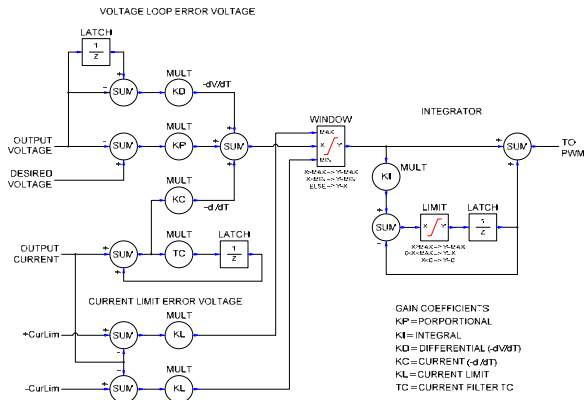 VOLTAGE LOOP ERROR VOLTAGE
LATCH
1
Z
MULT
SUM
KD
-dV/dT
WINDOW
INTEGRATOR
OUTPUT
VOLTAGE
MULT
SUM
KP
SUM
MAX
X
Y
MIN
SUM
TO
PWM
DESIRED
VOLTAGE
MULT
KC
X>MAX->Y=MAX
X<MIN->Y=MIN
ELSE->Y=X
KI
MULT
-dI/dT
OUTPUT
CURRENT
MULT
LATCH
SUM
TC
1
Z
LIMIT
LATCH
SUM
X
Y
1
Z
X>MAX->Y=MAX
0<X<MAX->Y=X
X<0->Y=0
CURRENT LIMIT ERROR VOLTAGE
MULT
+CurLim
SUM
KL
MULT
-CurLim
SUM
KL
GAIN COEFFICIENTS
KP=PORPORTIONAL
KI=INTEGRAL
KD=DIFFERENTIAL (-dV/dT)
KC=CURRENT (-dI/dT)
KL=CURRENT LIMIT
TC=CURRENT FILTER TC